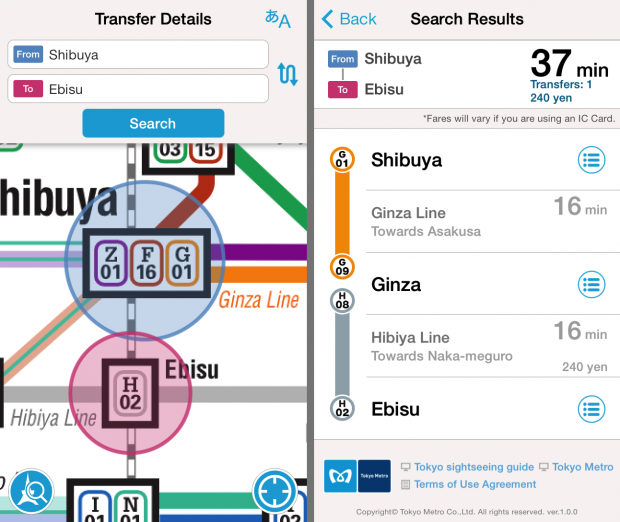 Transfer Details
あA
From Shibuya
To Ebisu
Search
03 15
hibuya
Z F G
01 16 01
Ginza Line
Ebisu
H
02
Hibiya Line
I N
01 01
Back Search Results
From Shibuya
To Ebisu
37 min
Transfers: 1
240 yen
*Fares will vary if you are using an IC Card.
G
01
Shibuya
Ginza Line
Towards Asakusa
16 min
G
09
Ginza
H
08
Hibiya Line
Towards Naka-meguro
16 min
240 yen
H
02
Ebisu
Tokyo Metro
Tokyo sightseeing guide Tokyo Metro
Terms of Use Agreement
Copyright© Tokyo Metro Co.,Ltd. All rights reserved. ver.1.0.0